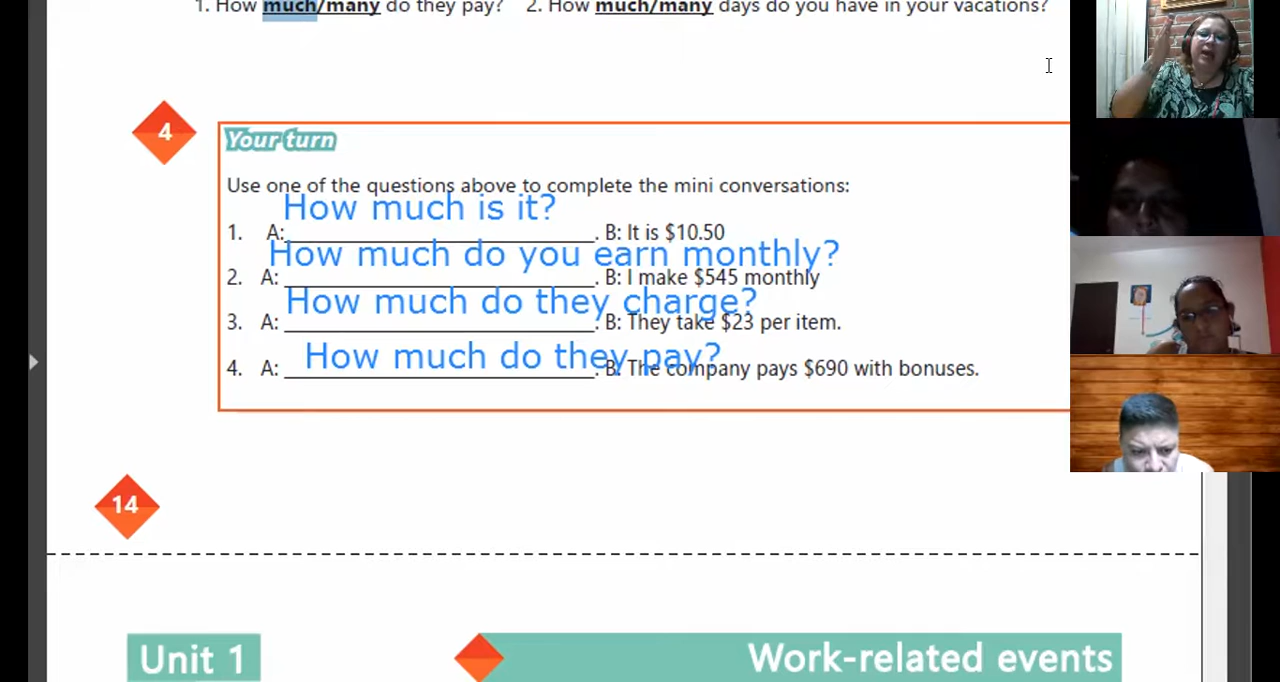 1. How much/many do they pay? 2. How much/many days do you have in your vacations?
4
Your turn
Use one of the questions above to complete the mini conversations:
How much is it?
1. A:____________________. B: It is $10.50
How much do you earn monthly?
2. A: ____________________. B: I make $545 monthly
How much do they charge?
3. A: ____________________. B: They take $23 per item.
How much do they pay?
4. A: ____________________. B: The company pays $690 with bonuses.
14
Unit 1
Work-related events